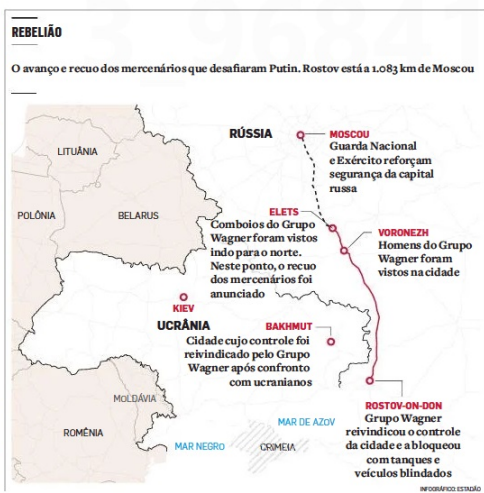 REBELIÃO
O avanço e recuo dos mercenários que desafiaram Putin. Rostov está a 1.083 km de Moscou
RÚSSIA
MOSCOU
Guarda Nacional
e Exército reforçam
segurança da capital
russa
LITUÂNIA
POLÔNIA
BELARUS
ELETS
Comboios do Grupo
Wagner foram vistos
indo para o norte.
Neste ponto, o recuo
dos mercenários foi
anunciado
VORONEZH
Homens do Grupo
Wagner foram
vistos na cidade
KIEV
UCRÂNIA
BAKHMUT
Cidade cujo controle foi
reivindicado pelo Grupo
Wagner após confronto
com ucranianos
MOLDÁVIA
ROMÊNIA
MAR NEGRO
MAR DE AZOV
CRIMEIA
ROSTOV-ON-DON
Grupo Wagner
reivindicou o controle
da cidade e a bloqueou
com tanques e
veículos blindados
INFOGRÁFICO: ESTADÃO